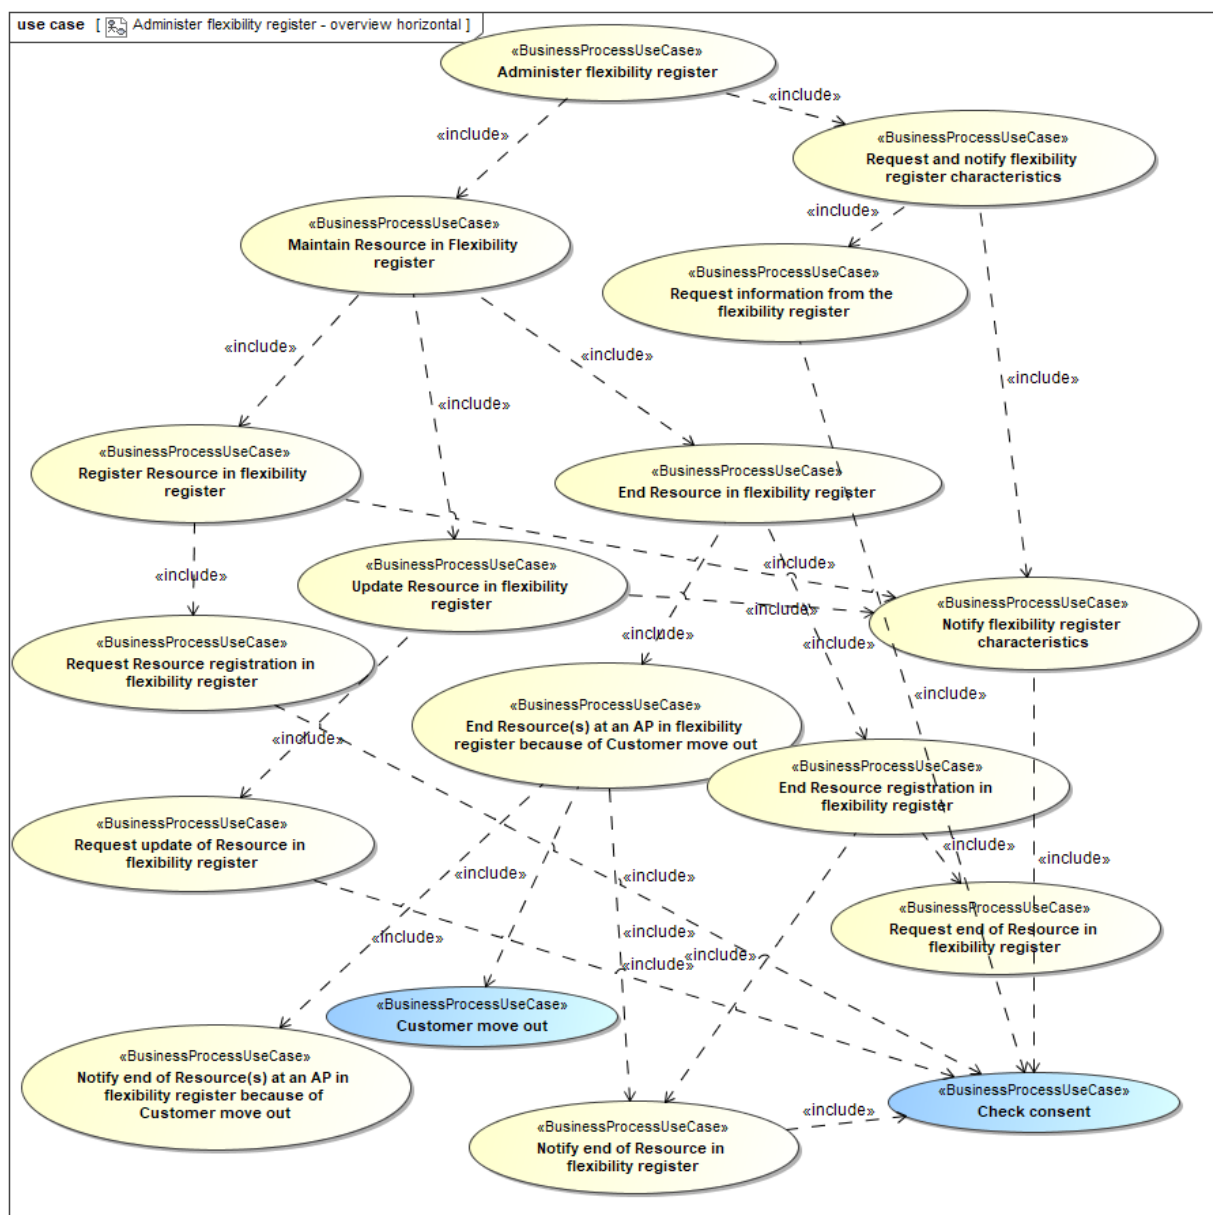 use case [ Administer flexibility register - overview horizontal ]
«BusinessProcessUseCase»
Administer flexibility register
«include»
«include»
«BusinessProcessUseCase»
Request and notify flexibility
register characteristics
«BusinessProcessUseCase»
Maintain Resource in Flexibility
register
«include»
«BusinessProcessUseCase»
Request information from the
flexibility register
«include»
«include»
«include»
«include»
«BusinessProcessUseCase»
Register Resource in flexibility
register
«BusinessProcessUseCase»
End Resource in flexibility register
«include»
«include»
«BusinessProcessUseCase»
Update Resource in flexibility
register
«include»
«BusinessProcessUseCase»
Notify flexibility register
characteristics
«BusinessProcessUseCase»
Request Resource registration in
flexibility register
«include»
«include»
«include»
«BusinessProcessUseCase»
End Resource(s) at an AP in flexibility
register because of Customer move out
«include»
«BusinessProcessUseCase»
End Resource registration in
flexibility register
«BusinessProcessUseCase»
Request update of Resource in
flexibility register
«include»
«include»
«include»
«include»
«BusinessProcessUseCase»
Request end of Resource in
flexibility register
«include»
«include»
«include»
«include»
«BusinessProcessUseCase»
Customer move out
«BusinessProcessUseCase»
Notify end of Resource(s) at an AP in
flexibility register because of
Customer move out
«BusinessProcessUseCase»
Check consent
«include»
«BusinessProcessUseCase»
Notify end of Resource in
flexibility register